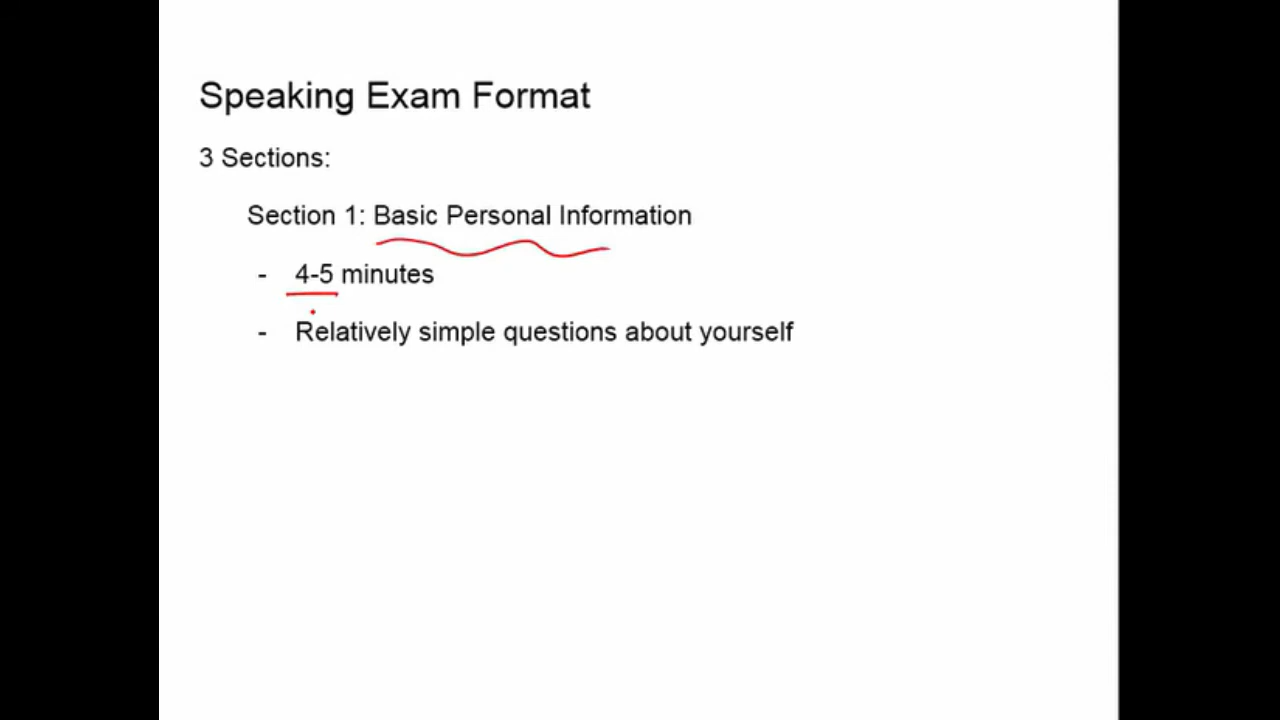 Speaking Exam Format
3 Sections:
Section 1: Basic Personal Information
- 4-5 minutes
- Relatively simple questions about yourself